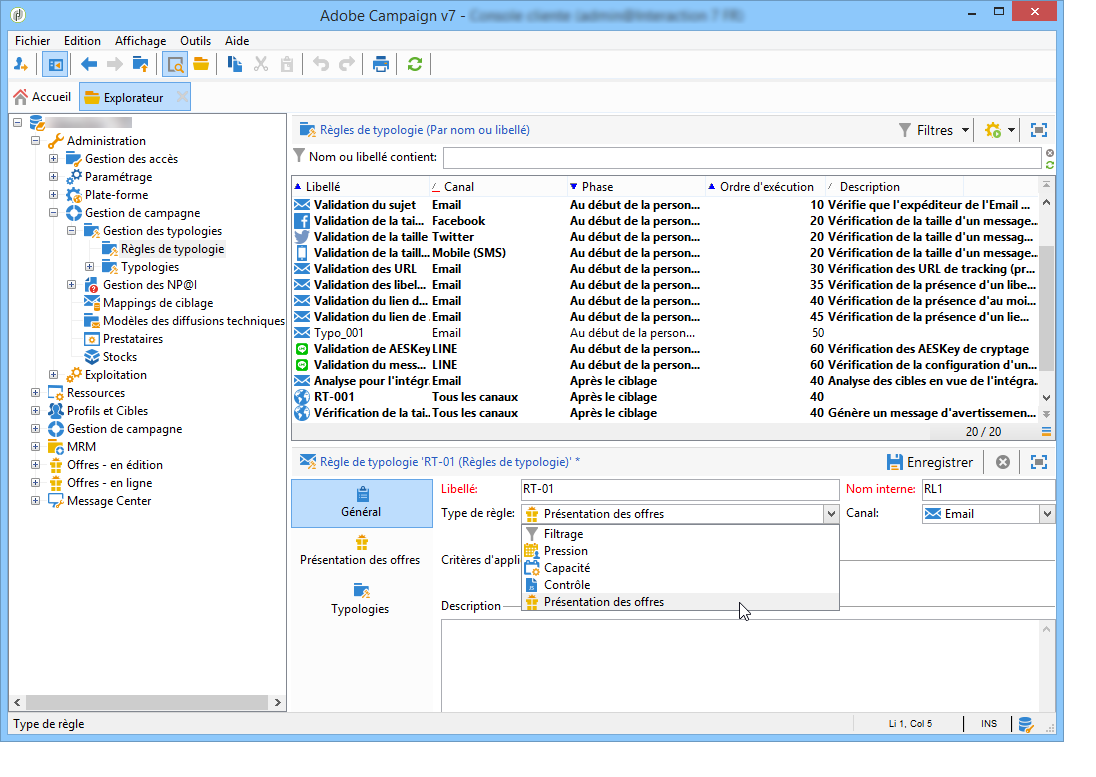 Adobe Campaign v7 -
Fichier Edition Affichage Outils Aide
Accueil Explorateur
Administration
Gestion des accès
Paramétrage
Plate-forme
Gestion de campagne
Gestion des typologies
Règles de typologie
Typologies
Gestion des NP@I
Mappings de ciblage
Modèles des diffusions techniques
Prestataires
Stocks
Exploitation
Ressources
Profils et Cibles
Gestion de campagne
MRM
Offres - en édition
Offres - en ligne
Message Center
Règles de typologie (Par nom ou libellé) Filtres
Nom ou libellé contient:
Libellé Canal Phase Ordre d'exécution Description
Validation du sujet Email Au début de la person... 10 Vérifie que l'expéditeur de l'Email ...
Validation de la tai... Facebook Au début de la person... 20 Vérification de la taille d'un message...
Validation de la taille Twitter Au début de la person... 20 Vérification de la taille d'un messag...
Validation de la taill... Mobile (SMS) Au début de la person... 20 Vérification de la taille d'un message...
Validation des URL Email Au début de la person... 30 Vérification des URL de tracking (pr...
Validation des libel... Email Au début de la person... 35 Vérification de la présence d'un libe...
Validation du lien d... Email Au début de la person... 40 Vérification de la présence d'au moi...
Validation du lien de Email Au début de la person... 45 Vérification de la présence d'un lie...
Typo_001 Email Au début de la person... 50
Validation de AESKey LINE Au début de la person... 60 Vérification des AESKey de cryptage
Validation du mess... LINE Au début de la person... 60 Vérification de la configuration d'un...
Analyse pour l'intégr Email Après le ciblage 40 Analyse des cibles en vue de l'intégra...
RT-001 Tous les canaux Après le ciblage 40
Vérification de la tai... Tous les canaux Après le ciblage 40 Génère un message d'avertissemen...
20 / 20
Règle de typologie 'RT-01 (Règles de typologie)' * Enregistrer
Général
Présentation des offres
Typologies
Libellé: RT-01 Nom interne: RL1
Type de règle: Présentation des offres Canal: Email
Filtrage
Pression
Capacité
Contrôle
Présentation des offres
Critères d'appli
Description
Type de règle Li 1, Col 5 INS